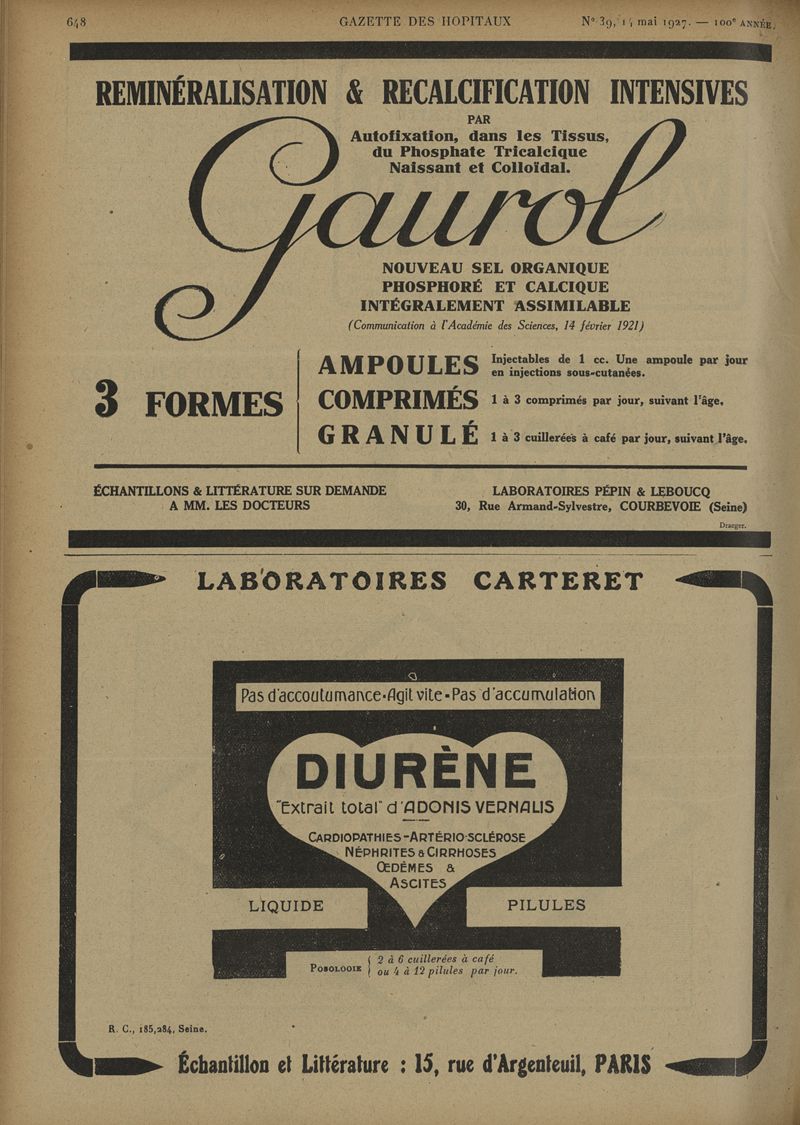 648
GAZETTE DES HOPITAUX
N° 39, 14 mai 1927. — 100e ANNÉE.
REMINÉRALISATION & RECALCIFICATION INTENSIVES
PAR
Autofixation, dans les Tissus,
du Phosphate Tricalcique
Naissant et Colloïdal.
Gaurol
NOUVEAU SEL ORGANIQUE
PHOSPHORÉ ET CALCIQUE
INTÉGRALEMENT ASSIMILABLE
(Communication à l'Académie des Sciences, 14 février 1921)
3 FORMES
AMPOULES Injectables de 1 cc. Une ampoule par jour
en injections sous-cutanées.
COMPRIMÉS 1 à 3 comprimés par jour, suivant l'âge.
GRANULÉ 1 à 3 cuillerées à café par jour, suivant l'âge.
ÉCHANTILLONS & LITTÉRATURE SUR DEMANDE
A MM. LES DOCTEURS
LABORATOIRES PÉPIN & LEBOUCQ
30, Rue Armand-Sylvestre, COURBEVOIE (Seine)
Draeger.
LABORATOIRES CARTERET
Pas d'accoutumance•Agit vite•Pas d'accumulation
DIURÈNE
"Extrait total" d'ADONIS VERNALIS
CARDIOPATHIES-ARTÉRIO-SCLÉROSE
NÉPHRITES & CIRRHOSES
ŒDÈMES &
ASCITES
LIQUIDE
PILULES
POSOLOGIE { 2 à 6 cuillerées à café
ou 4 à 12 pilules par jour.
R. C., 185,284, Seine.
Échantillon et Littérature : 15, rue d'Argenteuil, PARIS